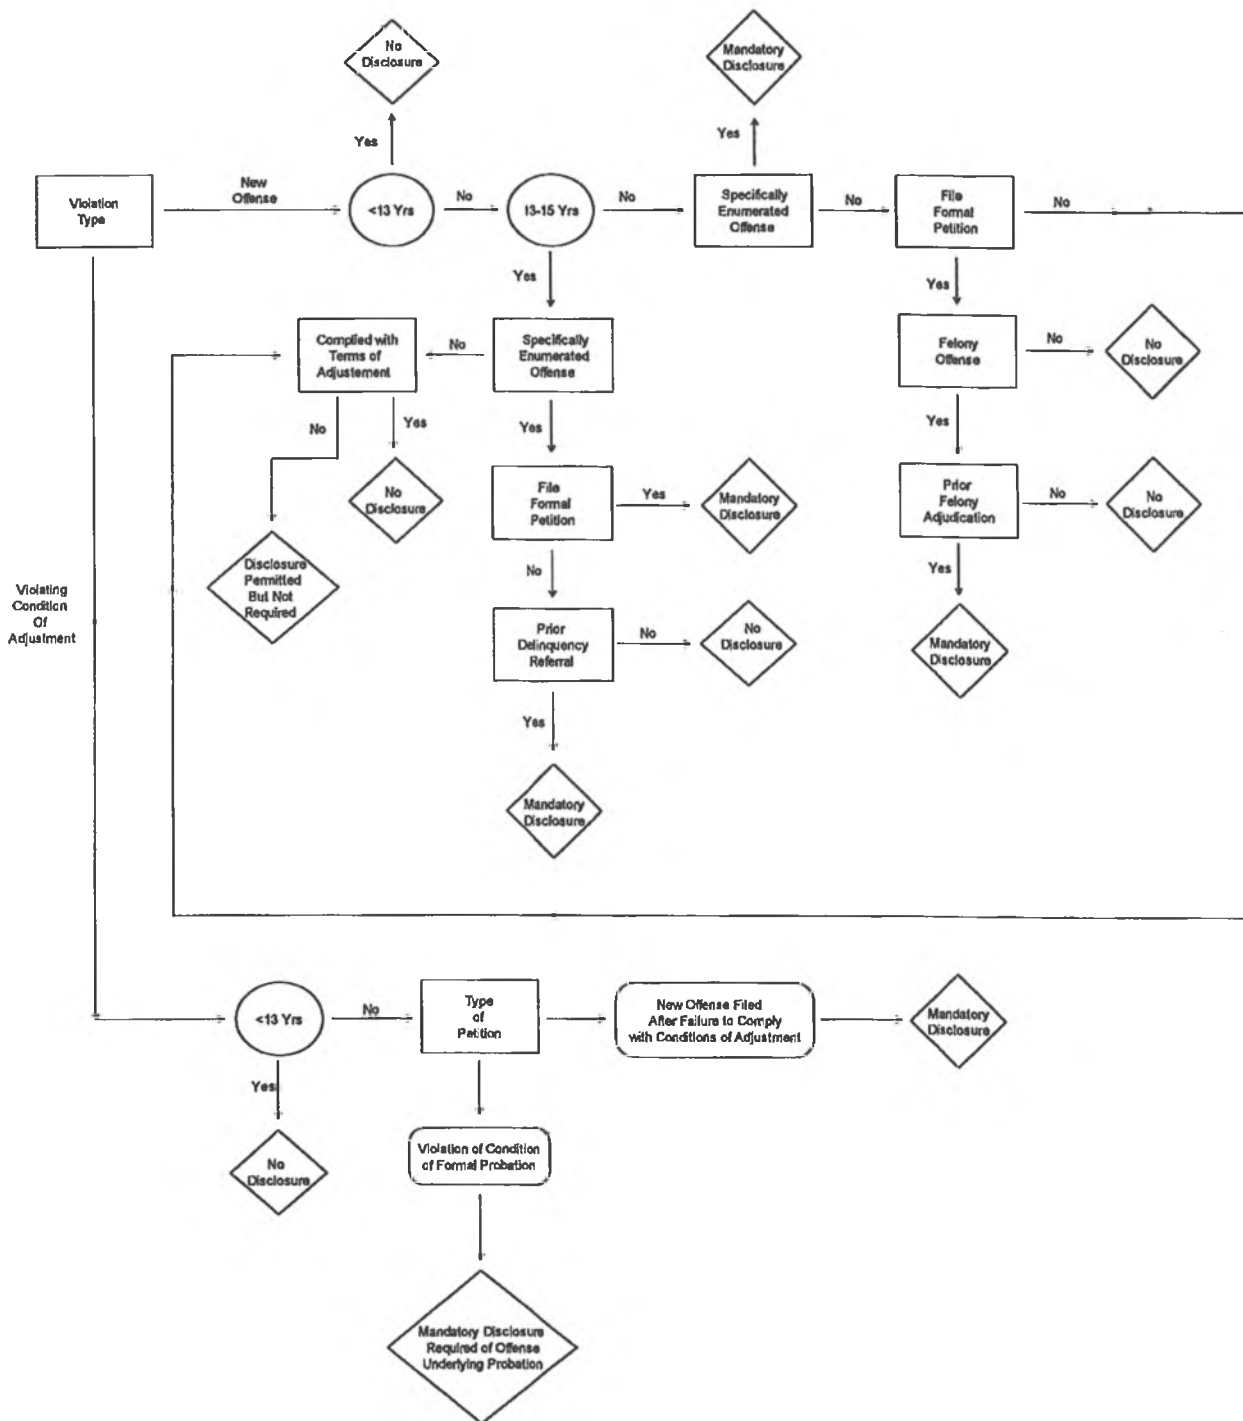 No
Disclosure
Mandatory
Disclosure
Yes
Yes
Violation
Type
New
Offense
<13 Yrs
No
13-15 Yrs
No
Specifically
Enumerated
Offense
No
File
Formal
Petition
No
Yes
Yes
Complied with
Terms of
Adjustement
No
Specifically
Enumerated
Offense
Felony
Offense
No
No
Disclosure
No
Yes
Yes
Yes
No
Disclosure
File
Formal
Petition
Yes
Mandatory
Disclosure
Prior
Felony
Adjudication
No
No
Disclosure
Violating
Condition
Of
Adjustment
Disclosure
Permitted
But Not
Required
No
Yes
Prior
Delinquency
Referral
No
No
Disclosure
Mandatory
Disclosure
Yes
Mandatory
Disclosure
<13 Yrs
No
Type
of
Petition
New Offense Filed
After Failure to Comply
with Conditions of Adjustment
Mandatory
Disclosure
Yes
No
Disclosure
Violation of Condition
of Formal Probation
Mandatory Disclosure
Required of Offense
Underlying Probation